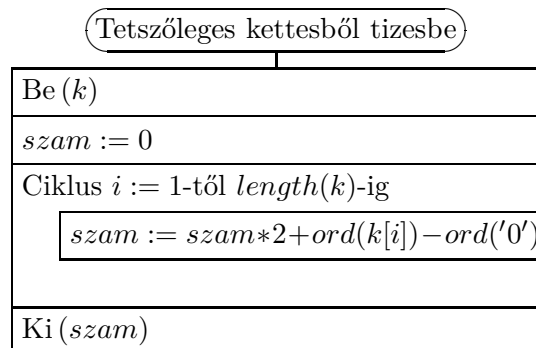 Tetszőleges kettesből tizesbe
Be (k)
szam := 0
Ciklus i := 1-től length(k)-ig
szam := szam*2+ord(k[i])−ord('0')
Ki (szam)